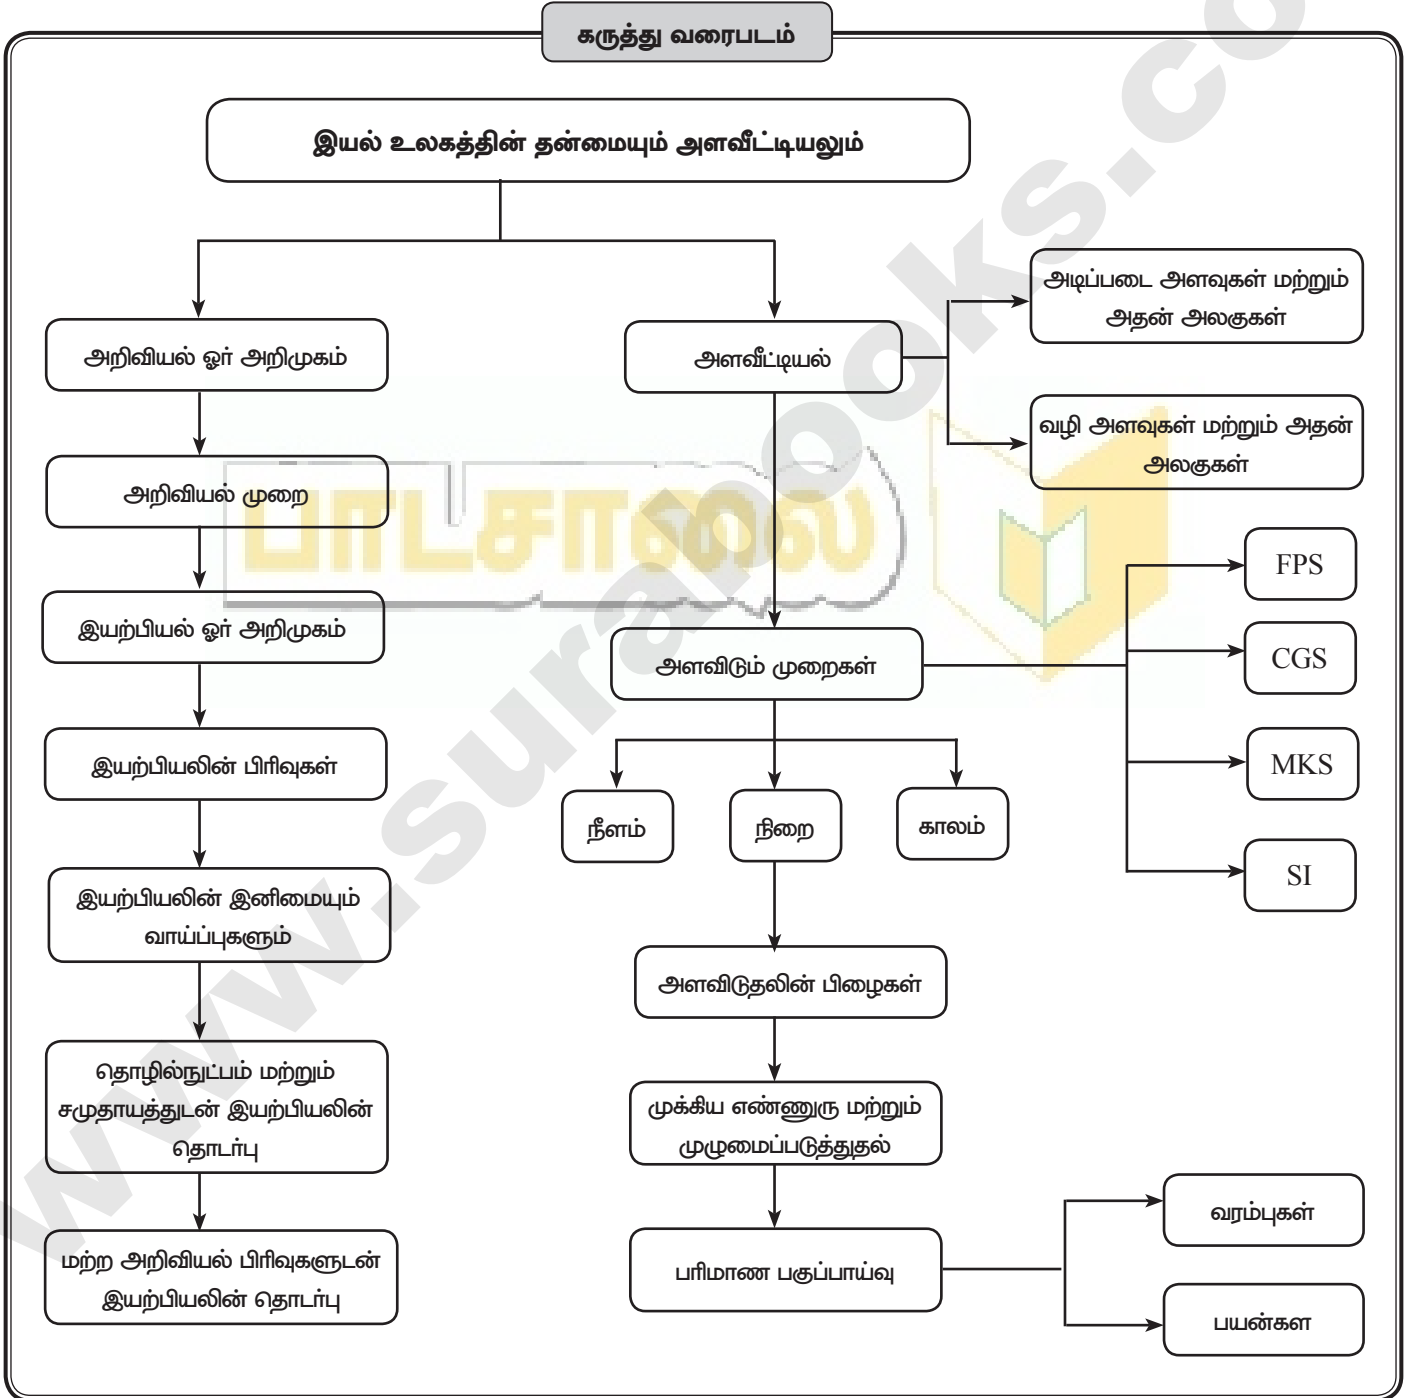 கருத்து வரைபடம்
இயல் உலகத்தின் தன்மையும் அளவீட்டியலும்
அறிவியல் ஓர் அறிமுகம்
அறிவியல் முறை
இயற்பியல் ஓர் அறிமுகம்
இயற்பியலின் பிரிவுகள்
இயற்பியலின் இனிமையும்
வாய்ப்புகளும்
தொழில்நுட்பம் மற்றும்
சமுதாயத்துடன் இயற்பியலின்
தொடர்பு
மற்ற அறிவியல் பிரிவுகளுடன்
இயற்பியலின் தொடர்பு
அளவீட்டியல்
அடிப்படை அளவுகள் மற்றும்
அதன் அலகுகள்
வழி அளவுகள் மற்றும் அதன்
அலகுகள்
அளவிடும் முறைகள்
FPS
CGS
MKS
SI
நீளம்
நிறை
காலம்
அளவிடுதலின் பிழைகள்
முக்கிய எண்ணுரு மற்றும்
முழுமைப்படுத்துதல்
பரிமாண பகுப்பாய்வு
வரம்புகள்
பயன்கள
பாடசாலை
www.surabooks.co